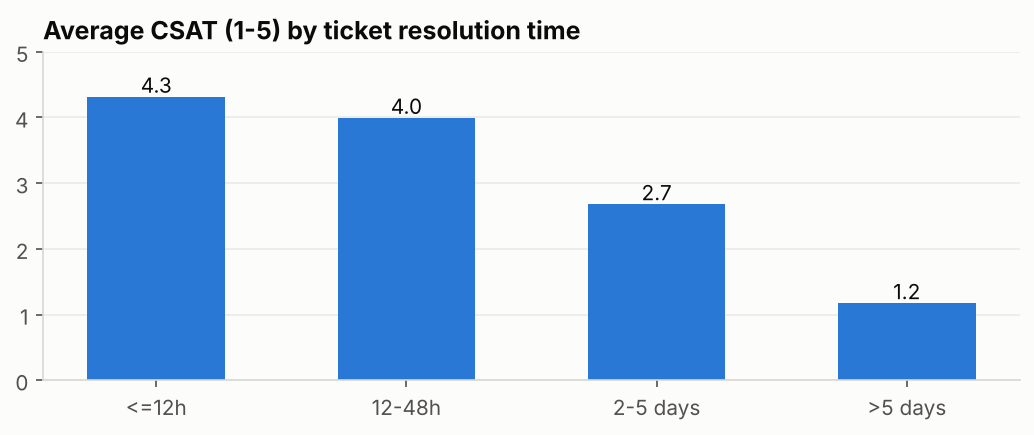 Average CSAT (1-5) by ticket resolution time
5
4
3
2
1
0
4.3
4.0
2.7
1.2
<=12h
12-48h
2-5 days
>5 days